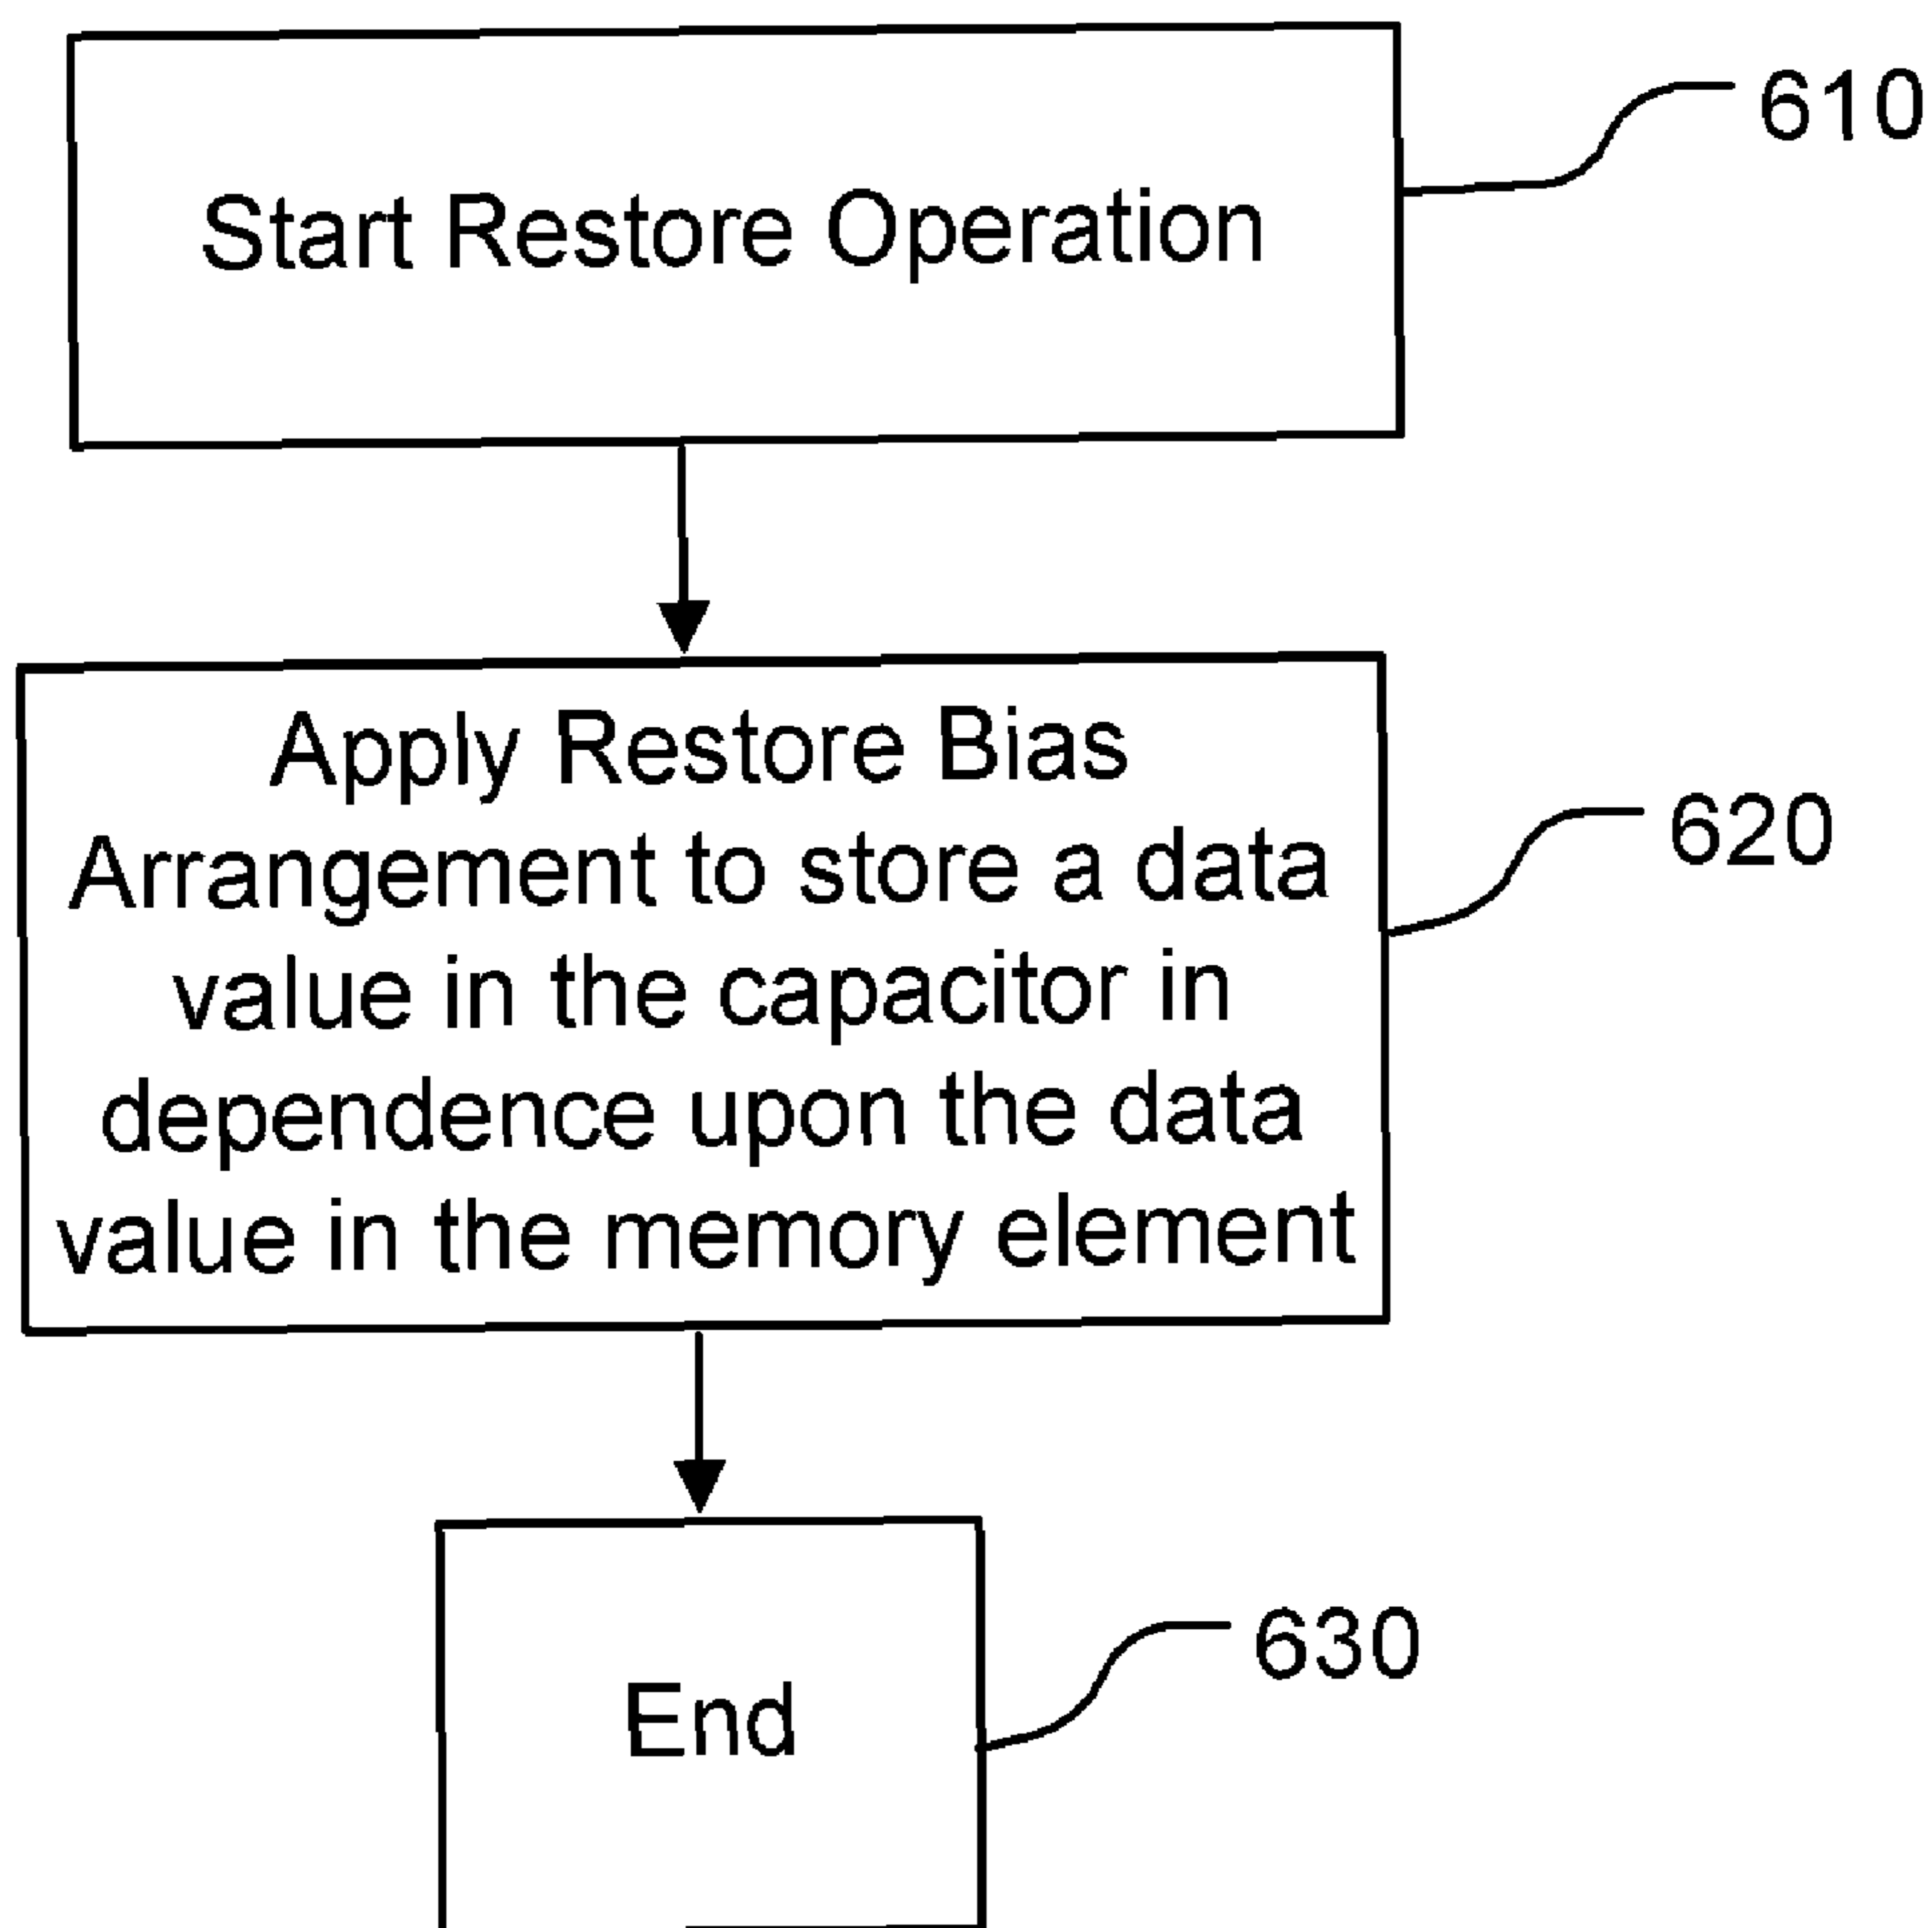 Start Restore Operation
610
Apply Restore Bias
Arrangement to store a data
value in the capacitor in
dependence upon the data
value in the memory element
620
End
630